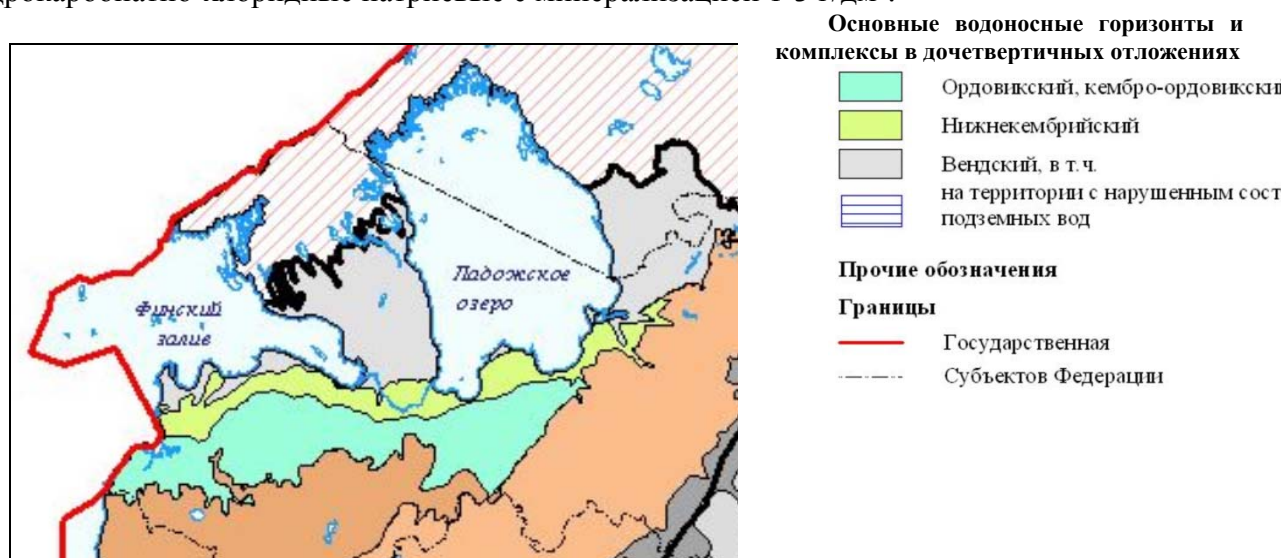 Основные водоносные горизонты и
комплексы в дочетвертичных отложениях
Ордовикский, кембро-ордовикский
Нижнекембрийский
Вендский, в т.ч.
на территории с нарушенным сост
подземных вод
Прочие обозначения
Границы
Государственная
Субъектов Федерации
Финский
залив
Ладожское
озеро